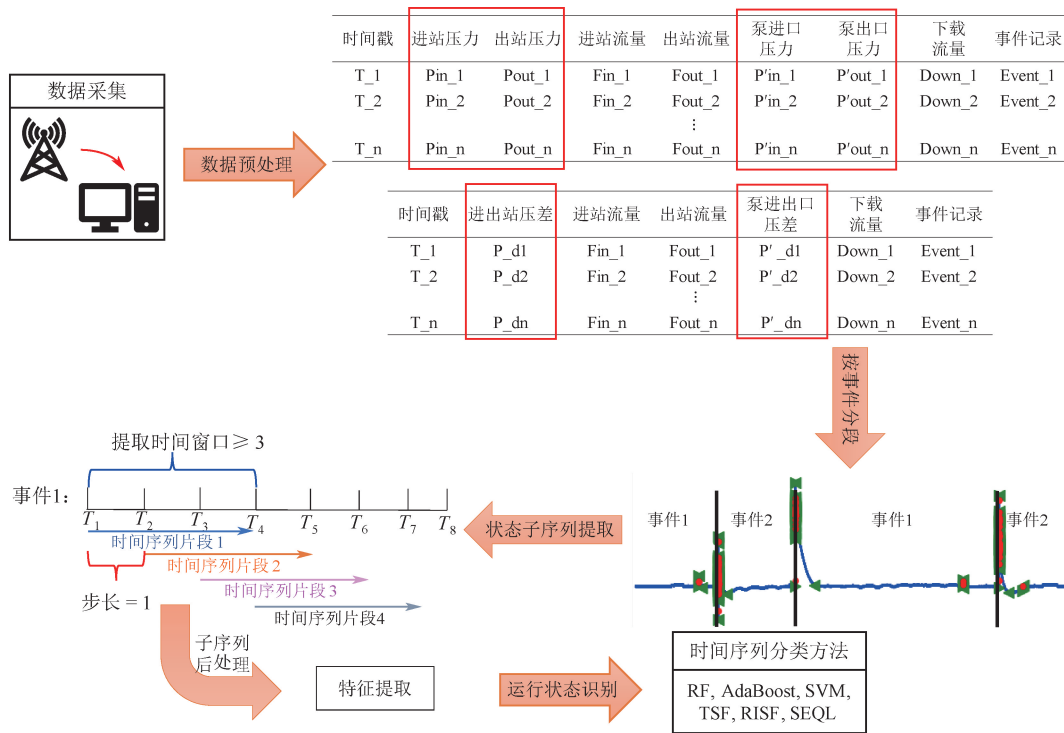 数据采集
数据预处理
时间戳 进站压力 出站压力 进站流量 出站流量 泵进口压力 泵出口压力 下载流量 事件记录
T_1 Pin_1 Pout_1 Fin_1 Fout_1 P'in_1 P'out_1 Down_1 Event_1
T_2 Pin_2 Pout_2 Fin_2 Fout_2 P'in_2 P'out_2 Down_2 Event_2
⋮
T_n Pin_n Pout_n Fin_n Fout_n P'in_n P'out_n Down_n Event_n
时间戳 进出站压差 进站流量 出站流量 泵进出口压差 下载流量 事件记录
T_1 P_d1 Fin_1 Fout_1 P'_d1 Down_1 Event_1
T_2 P_d2 Fin_2 Fout_2 P'_d2 Down_2 Event_2
⋮
T_n P_dn Fin_n Fout_n P'_dn Down_n Event_n
按事件分段
事件1 事件2 事件1 事件2
状态子序列提取
提取时间窗口≥3
事件1:
T₁ T₂ T₃ T₄ T₅ T₆ T₇ T₈
时间序列片段1
时间序列片段2
时间序列片段3
时间序列片段4
步长=1
子序列
后处理
特征提取
运行状态识别
时间序列分类方法
RF, AdaBoost, SVM,
TSF, RISF, SEQL